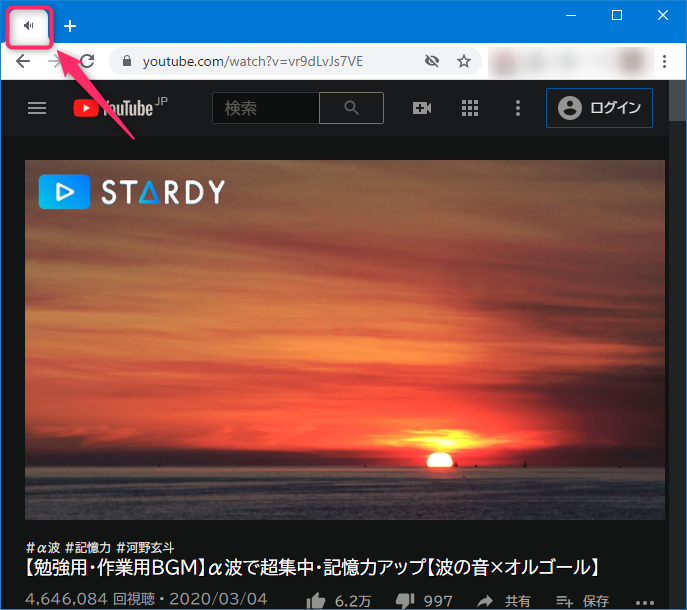 youtube.com/watch?v=vr9dLvJs7VE
YouTube JP
検索
ログイン
STARDY
#α波 #記憶力 #河野玄斗
【勉強用・作業用BGM】α波で超集中・記憶力アップ【波の音×オルゴール】
4,646,084 回視聴・2020/03/04
6.2万
997
共有
保存